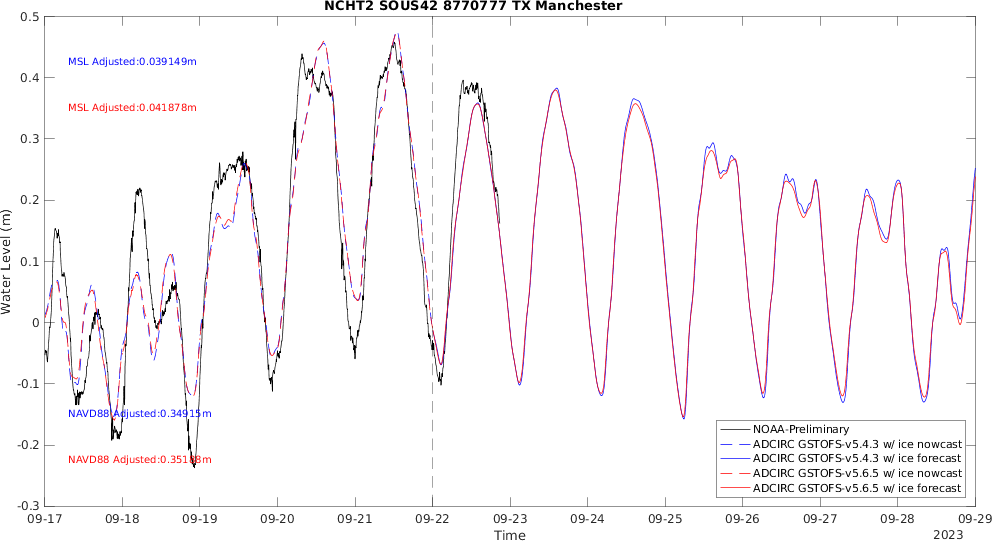 NCHT2 SOUS42 8770777 TX Manchester
Water Level (m)
0.5
0.4
0.3
0.2
0.1
0
-0.1
-0.2
-0.3
MSL Adjusted:0.039149m
MSL Adjusted:0.041878m
NAVD88 Adjusted:0.34915m
NAVD88 Adjusted:0.35188m
NOAA-Preliminary
ADCIRC GSTOFS-v5.4.3 w/ ice nowcast
ADCIRC GSTOFS-v5.4.3 w/ ice forecast
ADCIRC GSTOFS-v5.6.5 w/ ice nowcast
ADCIRC GSTOFS-v5.6.5 w/ ice forecast
09-17 09-18 09-19 09-20 09-21 09-22 09-23 09-24 09-25 09-26 09-27 09-28 09-29
Time
2023